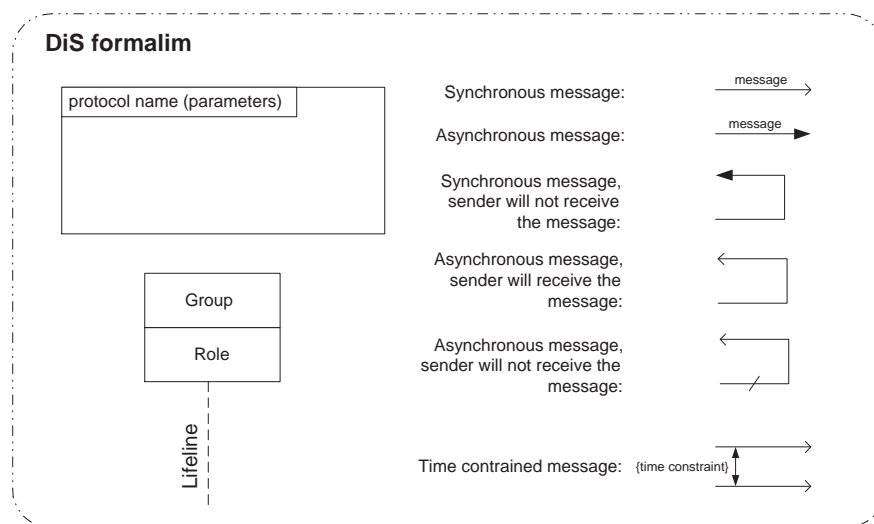 DiS formalim
protocol name (parameters)
Group
Role
Lifeline
Synchronous message:
message
Asynchronous message:
message
Synchronous message,
sender will not receive
the message:
Asynchronous message,
sender will receive the
message:
Asynchronous message,
sender will not receive the
message:
Time contrained message:
{time constraint}